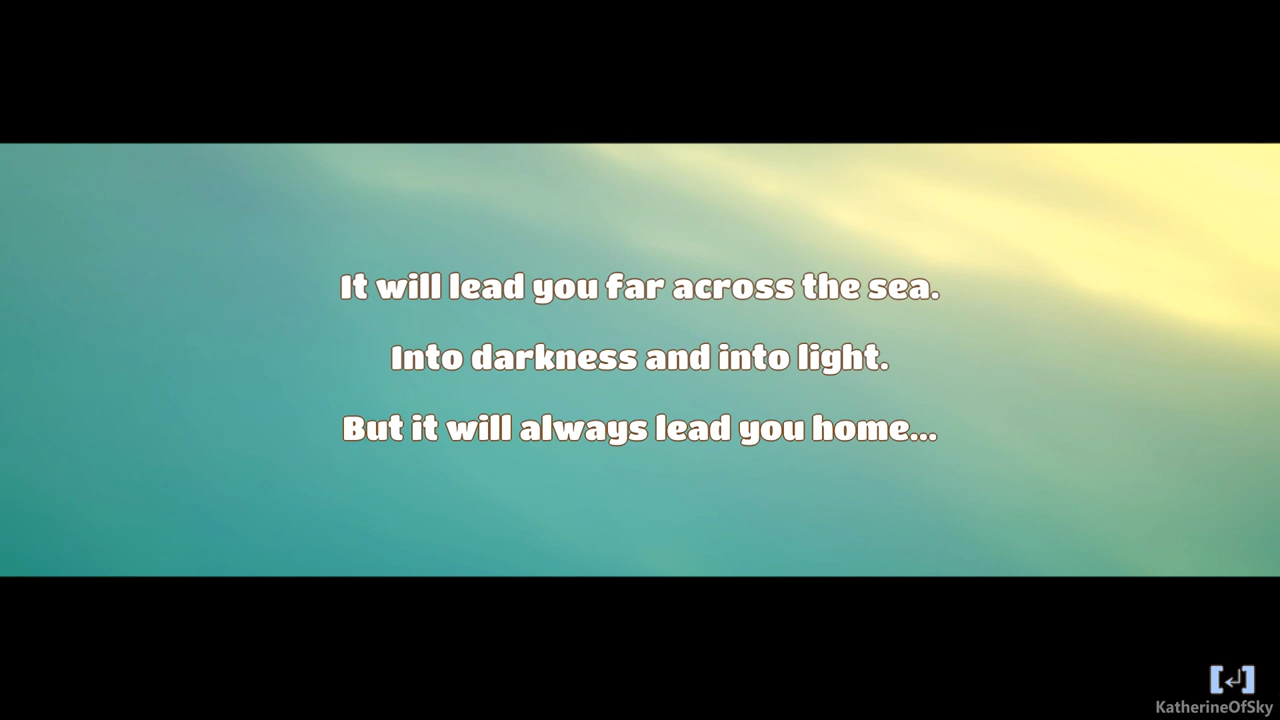 It will lead you far across the sea.
Into darkness and into light.
But it will always lead you home...
[↵]
KatherineOfSky